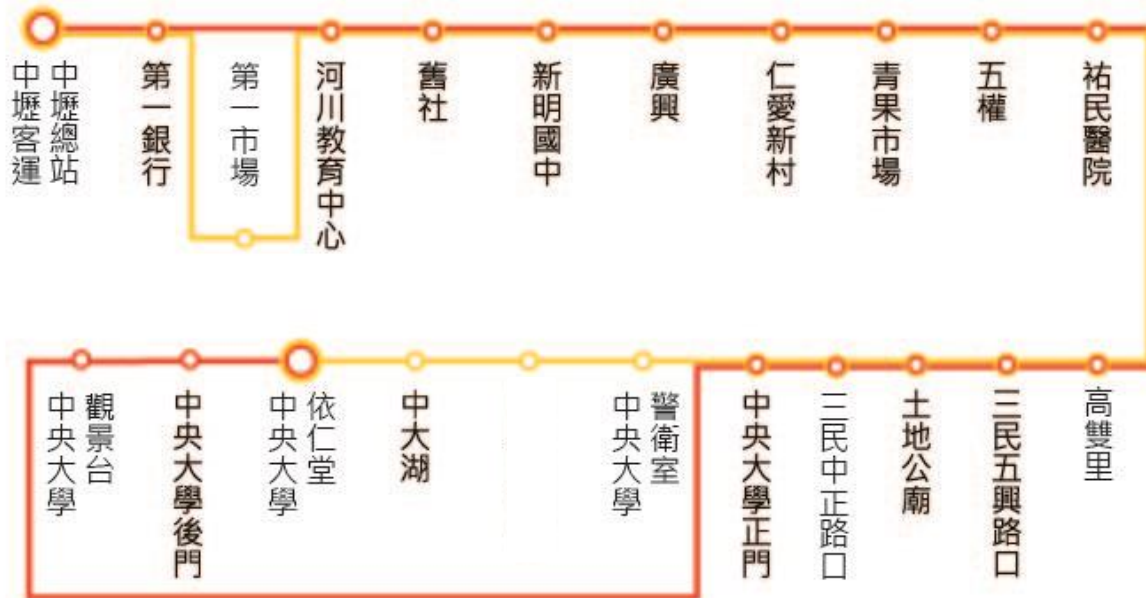 中壢客運
中壢總站
第一銀行
第一市場
河川教育中心
舊社
新明國中
廣興
仁愛新村
青果市場
五權
祐民醫院
中央大學
觀景台
中央大學後門
中央大學
依仁堂
中大湖
中央大學
警衛室
中央大學正門
三民中正路口
土地公廟
三民五興路口
高雙里